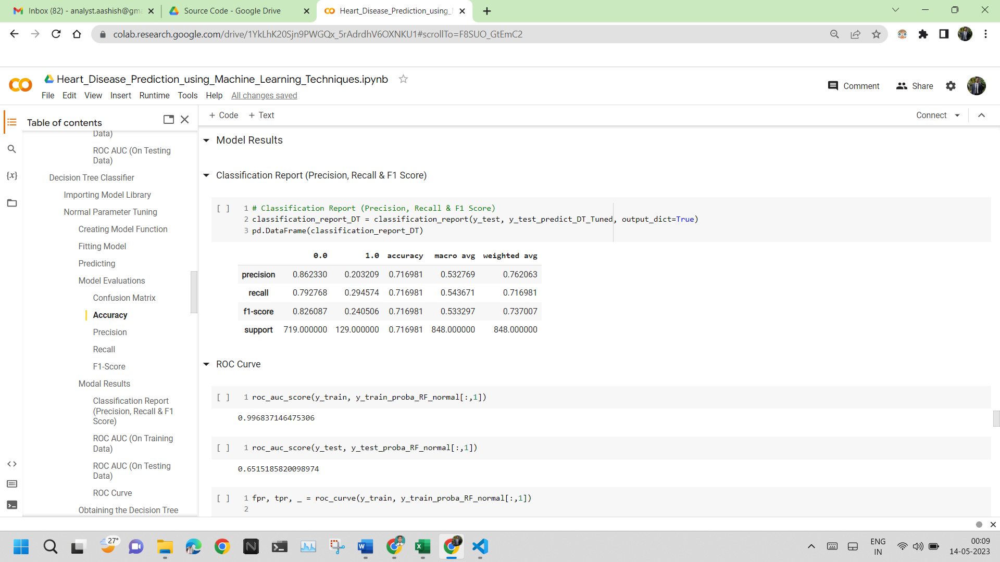 Inbox (82) - analyst.aashish@gm
Source Code - Google Drive
Heart_Disease_Prediction_using_
colab.research.google.com/drive/1YkLhK20Sjn9PWGQx_5rAdrdhV6OXNKU1#scrollTo=F8SUO_GtEmC2
Heart_Disease_Prediction_using_Machine_Learning_Techniques.ipynb
File Edit View Insert Runtime Tools Help All changes saved
Comment
Share
Table of contents
Data)
ROC AUC (On Testing
Data)
Decision Tree Classifier
Importing Model Library
Normal Parameter Tuning
Creating Model Function
Fitting Model
Predicting
Model Evaluations
Confusion Matrix
Accuracy
Precision
Recall
F1-Score
Modal Results
Classification Report
(Precision, Recall & F1
Score)
ROC AUC (On Training
Data)
ROC AUC (On Testing
Data)
ROC Curve
Obtaining the Decision Tree
+ Code + Text
Connect
Model Results
Classification Report (Precision, Recall & F1 Score)
[ ] 1 # Classification Report (Precision, Recall & F1 Score)
2 classification_report_DT = classification_report(y_test, y_test_predict_DT_Tuned, output_dict=True)
3 pd.DataFrame(classification_report_DT)
0.0 1.0 accuracy macro avg weighted avg
precision 0.862330 0.203209 0.716981 0.532769 0.762063
recall 0.792768 0.294574 0.716981 0.543671 0.716981
f1-score 0.826087 0.240506 0.716981 0.533297 0.737007
support 719.000000 129.000000 0.716981 848.000000 848.000000
ROC Curve
[ ] 1 roc_auc_score(y_train, y_train_proba_RF_normal[:,1])
0.996837146475306
[ ] 1 roc_auc_score(y_test, y_test_proba_RF_normal[:,1])
0.6515185820098974
[ ] 1 fpr, tpr, _ = roc_curve(y_train, y_train_proba_RF_normal[:,1])
2
27°
ENG
IN
00:09
14-05-2023